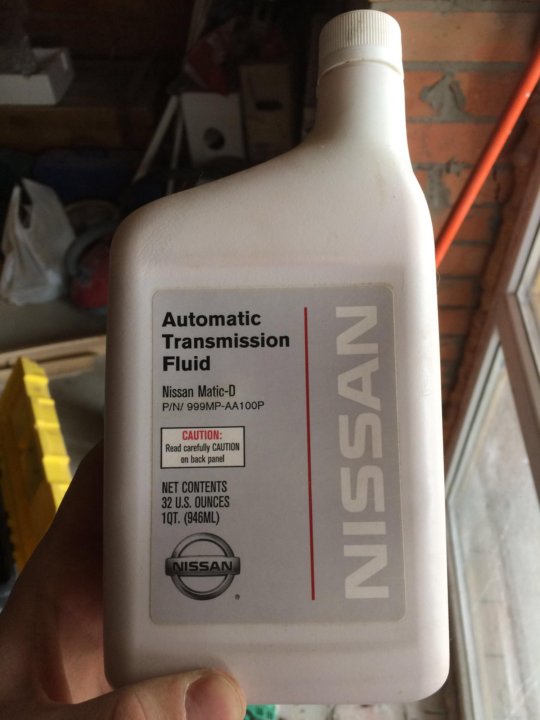 Automatic
Transmission
Fluid
Nissan Matic-D
P/N/ 999MP-AA100P
CAUTION:
Read carefully CAUTION
on back panel
NET CONTENTS
32 U.S. OUNCES
1QT. (946ML)
NISSAN
®
NISSAN